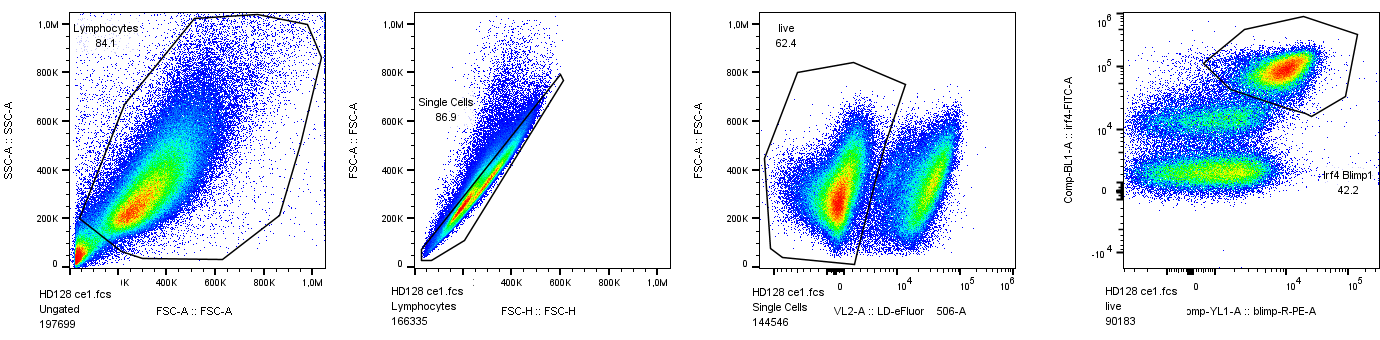 Lymphocytes
84.1
1,0M
800K
600K
400K
200K
0
SSC-A :: SSC-A
400K
600K
800K
1,0M
HD128 ce1.fcs
Ungated
197699
FSC-A :: FSC-A
Single Cells
86.9
1,0M
800K
600K
400K
200K
0
FSC-A :: FSC-A
0
200K
400K
600K
800K
1,0M
HD128 ce1.fcs
Lymphocytes
166335
FSC-H :: FSC-H
live
62.4
1,0M
800K
600K
400K
200K
0
FSC-A :: FSC-A
0
10^4
10^5
10^6
HD128 ce1.fcs
Single Cells
144546
VL2-A :: LD-eFluor 506-A
10^6
10^5
10^4
0
-10^4
Comp-BL1-A :: irf4-FITC-A
Irf4 Blimp1
42.2
0
10^4
10^5
HD128 ce1.fcs
live
90183
omp-YL1-A :: blimp-R-PE-A